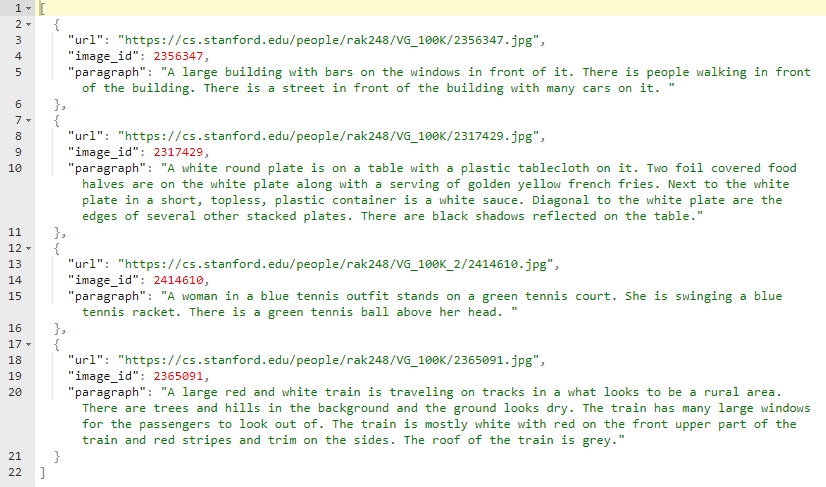 1 [
2 {
3 "url": "https://cs.stanford.edu/people/rak248/VG_100K/2356347.jpg",
4 "image_id": 2356347,
5 "paragraph": "A large building with bars on the windows in front of it. There is people walking in front
of the building. There is a street in front of the building with many cars on it. "
6 },
7 {
8 "url": "https://cs.stanford.edu/people/rak248/VG_100K/2317429.jpg",
9 "image_id": 2317429,
10 "paragraph": "A white round plate is on a table with a plastic tablecloth on it. Two foil covered food
halves are on the white plate along with a serving of golden yellow french fries. Next to the white
plate in a short, topless, plastic container is a white sauce. Diagonal to the white plate are the
edges of several other stacked plates. There are black shadows reflected on the table."
11 },
12 {
13 "url": "https://cs.stanford.edu/people/rak248/VG_100K_2/2414610.jpg",
14 "image_id": 2414610,
15 "paragraph": "A woman in a blue tennis outfit stands on a green tennis court. She is swinging a blue
tennis racket. There is a green tennis ball above her head. "
16 },
17 {
18 "url": "https://cs.stanford.edu/people/rak248/VG_100K/2365091.jpg",
19 "image_id": 2365091,
20 "paragraph": "A large red and white train is traveling on tracks in a what looks to be a rural area.
There are trees and hills in the background and the ground looks dry. The train has many large windows
for the passengers to look out of. The train is mostly white with red on the front upper part of the
train and red stripes and trim on the sides. The roof of the train is grey."
21 }
22 ]